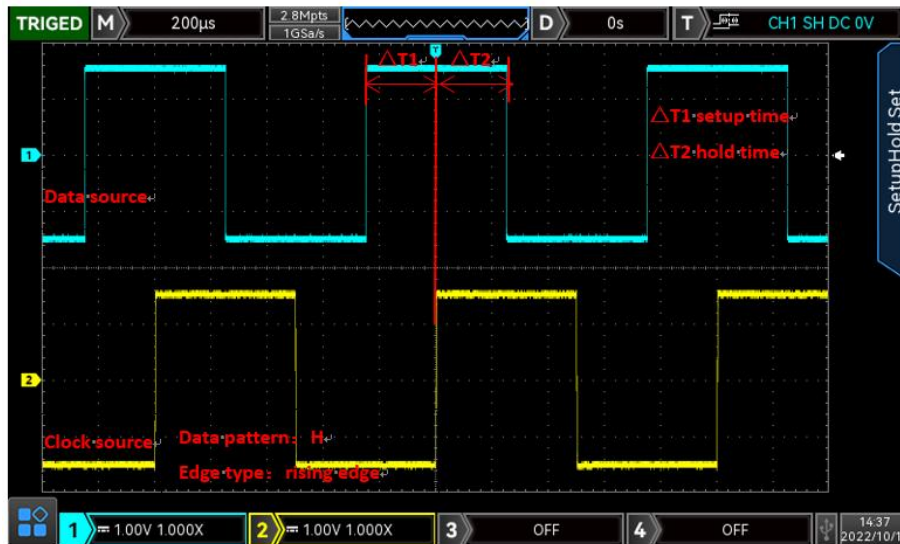 TRIGED M 200μs 2.8Mpts 1GSa/s D 0s T CH1 SH DC 0V
T
△T1 △T2
△T1 setup time
△T2 hold time
SetupHold Set
1
Data source
2
Clock source Data pattern: H
Edge type: rising edge
1 1.00V 1.000X 2 1.00V 1.000X 3 OFF 4 OFF 14:37
2022/10/1